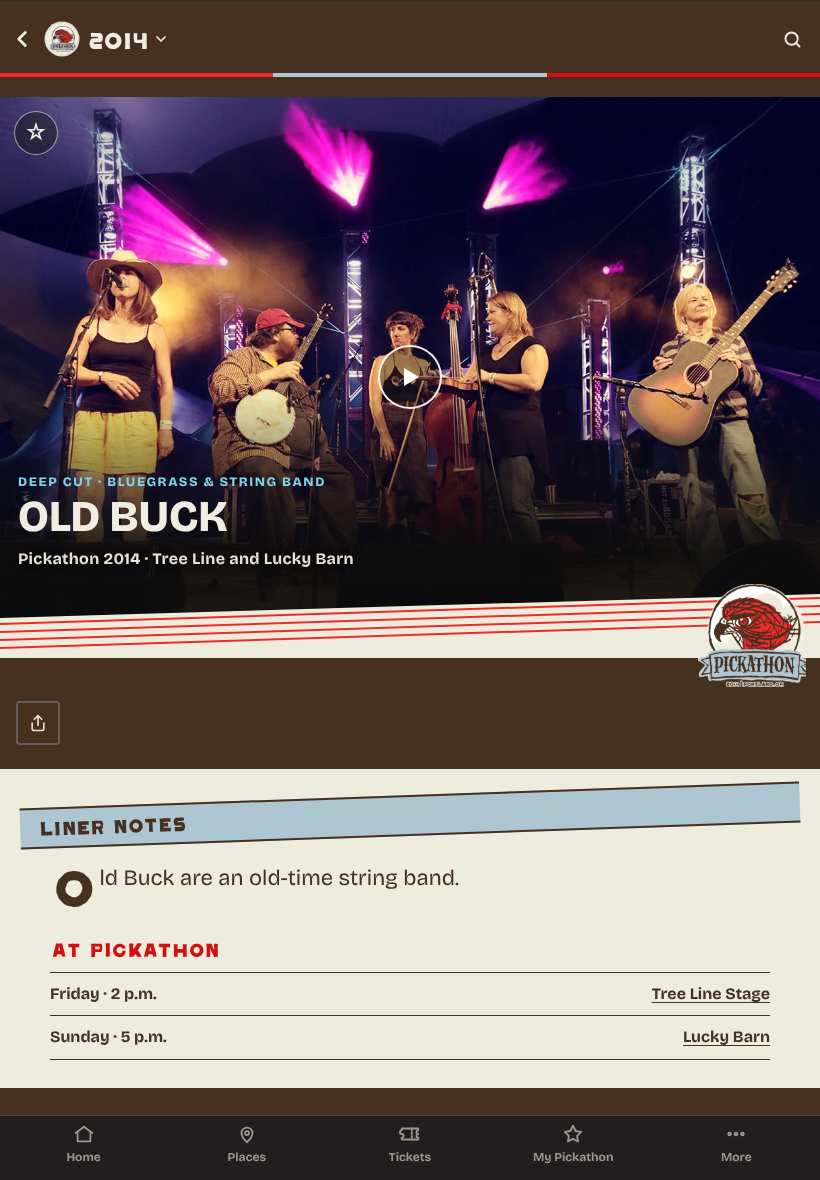 2014
DEEP CUT · BLUEGRASS & STRING BAND
OLD BUCK
Pickathon 2014 · Tree Line and Lucky Barn
PICKATHON
LINER NOTES
Old Buck are an old-time string band.
AT PICKATHON
Friday · 2 p.m. Tree Line Stage
Sunday · 5 p.m. Lucky Barn
Home Places Tickets My Pickathon More